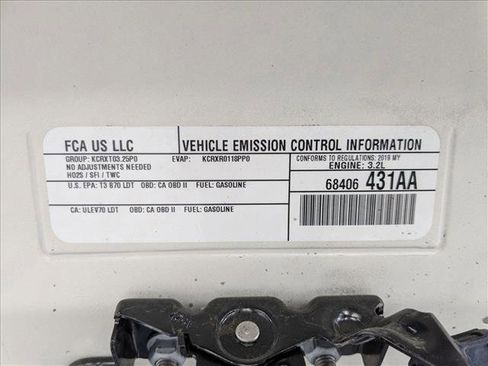 FCA US LLC
VEHICLE EMISSION CONTROL INFORMATION
GROUP: KCRXT03.25P0 EVAP: KCRXR0118PP0
NO ADJUSTMENTS NEEDED
HO2S / SFI / TWC
CONFORMS TO REGULATIONS: 2019 MY
ENGINE: 3.2L
U.S. EPA: T3 B70 LDT OBD: CA OBD II FUEL: GASOLINE
68406 431AA
CA: ULEV70 LDT OBD: CA OBD II FUEL: GASOLINE